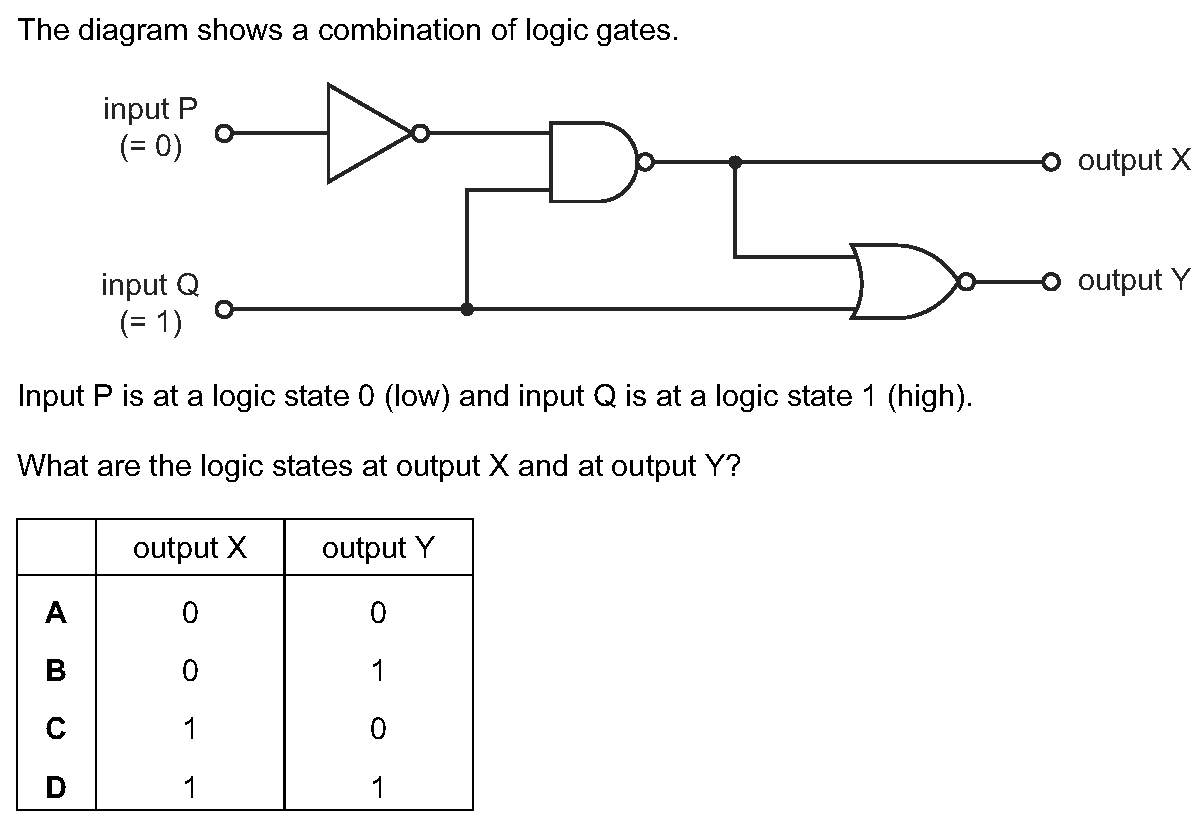 The diagram shows a combination of logic gates.
input P
(= 0)
output X
input Q
(= 1)
output Y
Input P is at a logic state 0 (low) and input Q is at a logic state 1 (high).
What are the logic states at output X and at output Y?
output X output Y
A 0 0
B 0 1
C 1 0
D 1 1